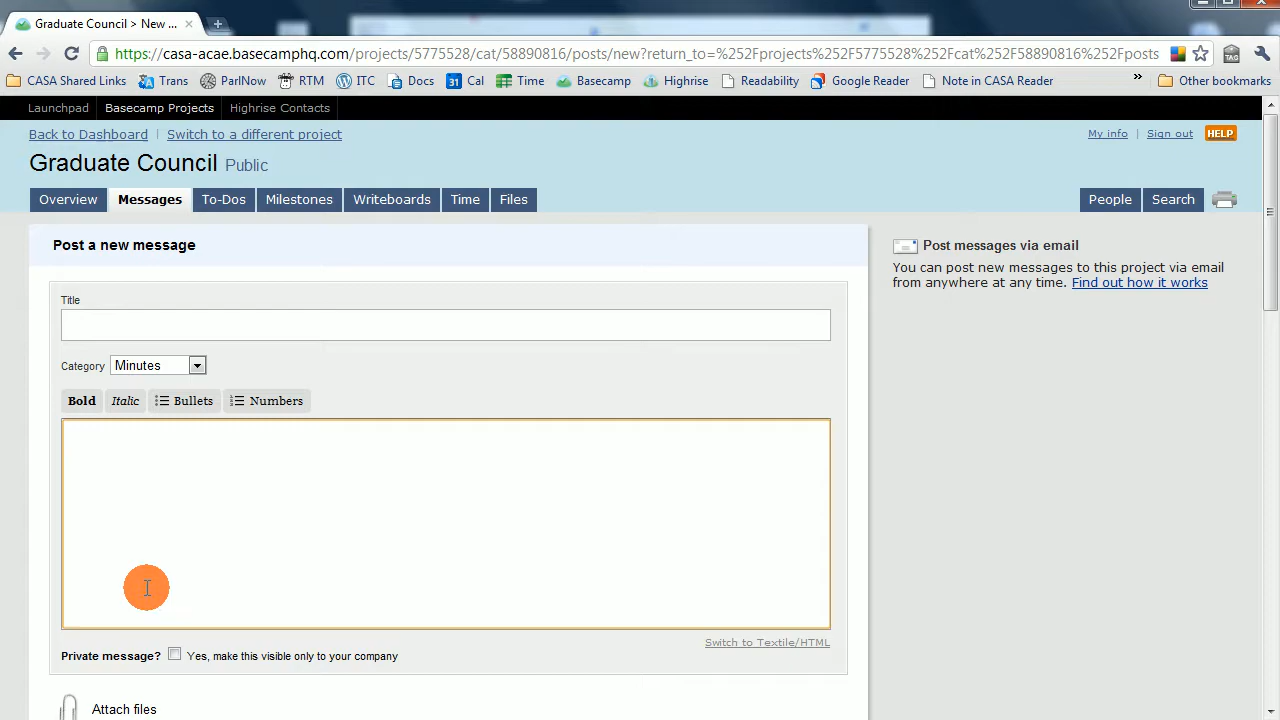 Graduate Council > New ...
https://casa-acae.basecamphq.com/projects/5775528/cat/58890816/posts/new?return_to=%252Fprojects%252F5775528%252Fcat%252F58890816%252Fposts
CASA Shared Links Trans ParlNow RTM ITC Docs 31 Cal Time Basecamp Highrise Readability Google Reader Note in CASA Reader » Other bookmarks
Launchpad Basecamp Projects Highrise Contacts
Back to Dashboard | Switch to a different project My info | Sign out HELP
Graduate Council Public
Overview Messages To-Dos Milestones Writeboards Time Files People Search
Post a new message
Post messages via email
You can post new messages to this project via email
from anywhere at any time. Find out how it works
Title
Category Minutes
Bold Italic Bullets Numbers
Switch to Textile/HTML
Private message? Yes, make this visible only to your company
Attach files